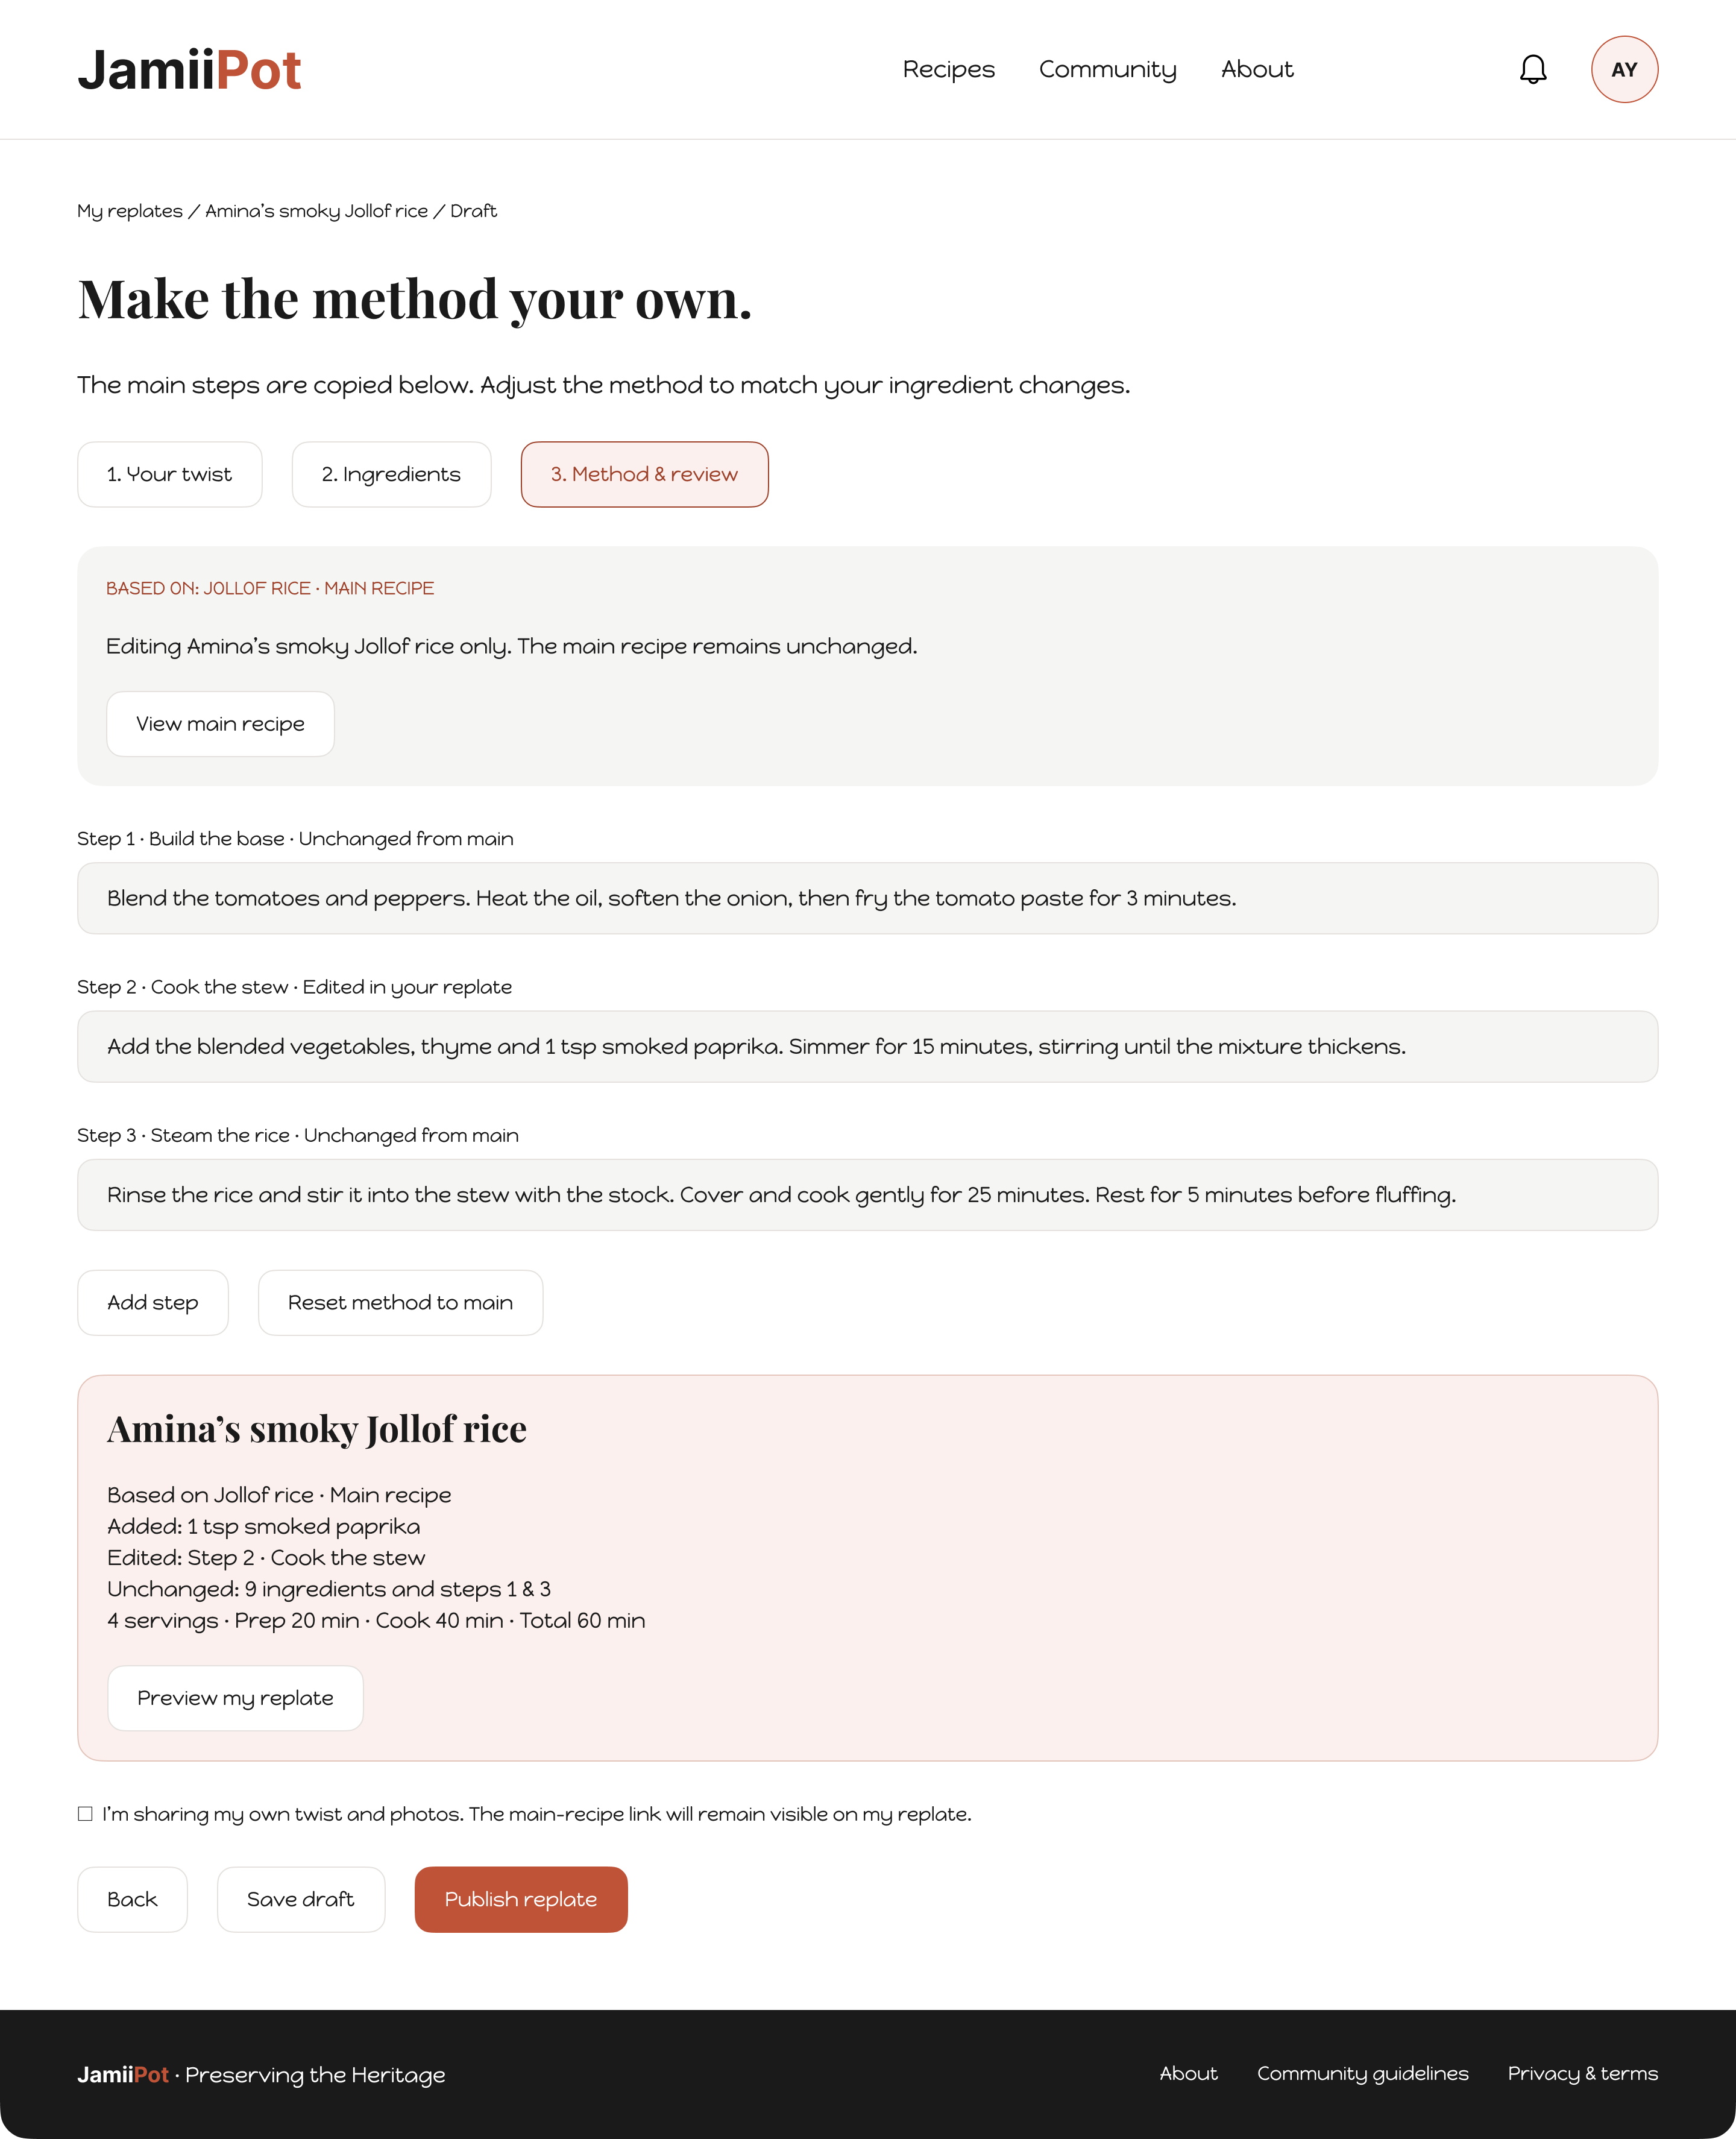 JamiiPot
Recipes
Community
About
AY
My replates / Amina's smoky Jollof rice / Draft
Make the method your own.
The main steps are copied below. Adjust the method to match your ingredient changes.
1. Your twist
2. Ingredients
3. Method & review
BASED ON: JOLLOF RICE · MAIN RECIPE
Editing Amina's smoky Jollof rice only. The main recipe remains unchanged.
View main recipe
Step 1 · Build the base · Unchanged from main
Blend the tomatoes and peppers. Heat the oil, soften the onion, then fry the tomato paste for 3 minutes.
Step 2 · Cook the stew · Edited in your replate
Add the blended vegetables, thyme and 1 tsp smoked paprika. Simmer for 15 minutes, stirring until the mixture thickens.
Step 3 · Steam the rice · Unchanged from main
Rinse the rice and stir it into the stew with the stock. Cover and cook gently for 25 minutes. Rest for 5 minutes before fluffing.
Add step
Reset method to main
Amina's smoky Jollof rice
Based on Jollof rice · Main recipe
Added: 1 tsp smoked paprika
Edited: Step 2 · Cook the stew
Unchanged: 9 ingredients and steps 1 & 3
4 servings · Prep 20 min · Cook 40 min · Total 60 min
Preview my replate
☐ I'm sharing my own twist and photos. The main-recipe link will remain visible on my replate.
Back
Save draft
Publish replate
JamiiPot · Preserving the Heritage
About
Community guidelines
Privacy & terms